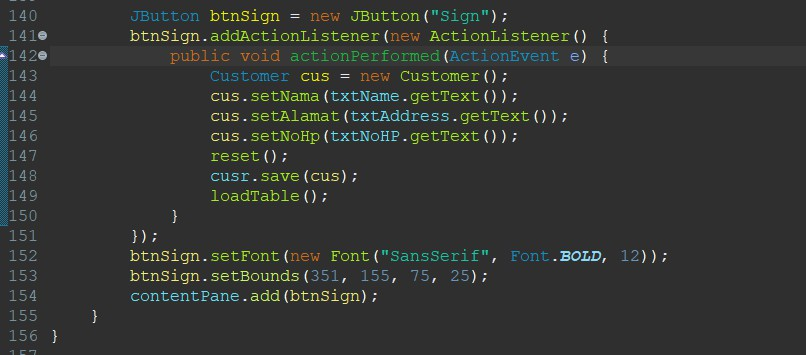 140 JButton btnSign = new JButton("Sign");
141 btnSign.addActionListener(new ActionListener() {
142 public void actionPerformed(ActionEvent e) {
143 Customer cus = new Customer();
144 cus.setNama(txtName.getText());
145 cus.setAlamat(txtAddress.getText());
146 cus.setNoHp(txtNoHP.getText());
147 reset();
148 cusr.save(cus);
149 loadTable();
150 }
151 });
152 btnSign.setFont(new Font("SansSerif", Font.BOLD, 12));
153 btnSign.setBounds(351, 155, 75, 25);
154 contentPane.add(btnSign);
155 }
156 }
157